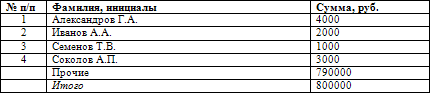 № п/п Фамилия, инициалы Сумма, руб.
1 Александров Г.А. 4000
2 Иванов А.А. 2000
3 Семенов Т.В. 1000
4 Соколов А.П. 3000
Прочие 790000
Итого 800000